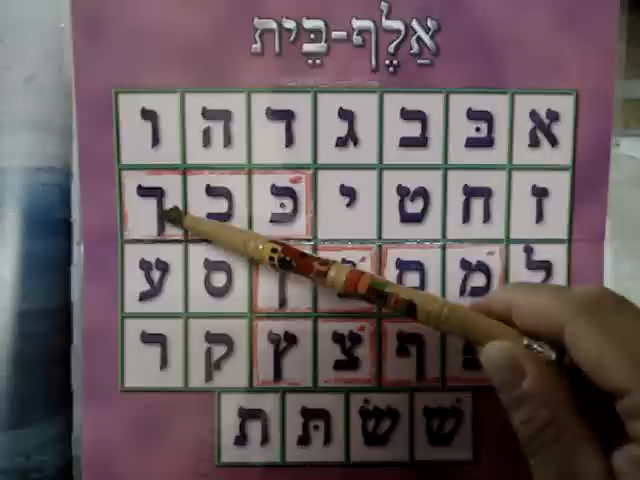 אַלֶף-בֵּית
א בּ ב ג ד ה ו
ז ח ט י כּ כ ך
ל מ ם ן ס ע
ף צ ץ ק ר
שׁ שׂ תּ ת